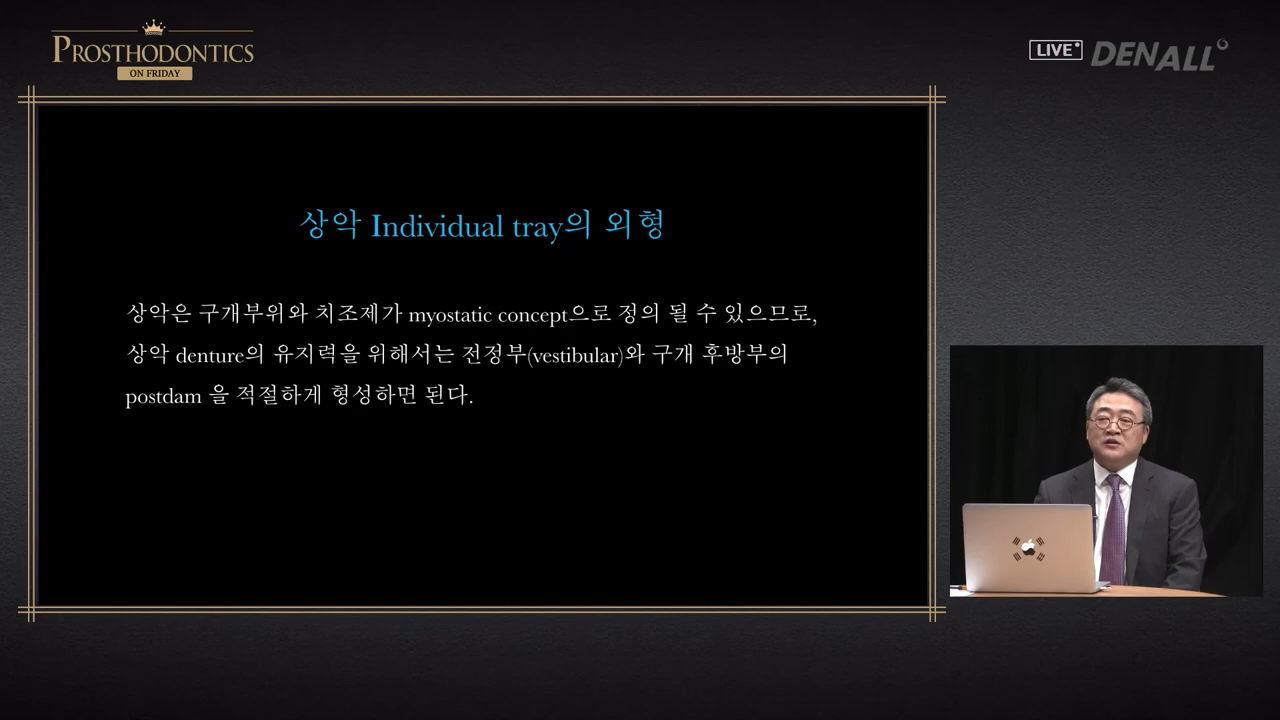 PROSTHODONTICS
ON FRIDAY
LIVE
DENALL
상악 Individual tray의 외형
상악은 구개부위와 치조제가 myostatic concept으로 정의 될 수 있으므로,
상악 denture의 유지력을 위해서는 전정부(vestibular)와 구개 후방부의
postdam 을 적절하게 형성하면 된다.